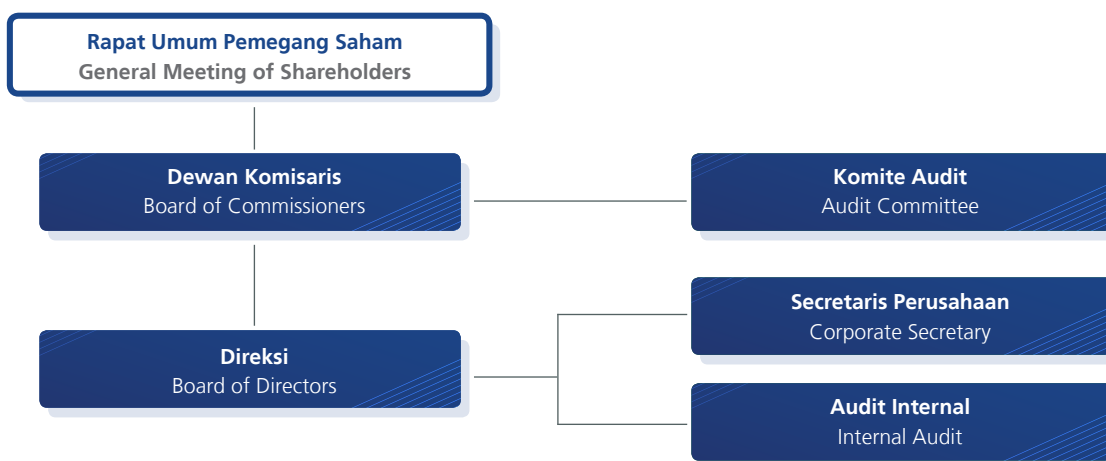 Rapat Umum Pemegang Saham
General Meeting of Shareholders
Dewan Komisaris
Board of Commissioners
Komite Audit
Audit Committee
Secretaris Perusahaan
Corporate Secretary
Direksi
Board of Directors
Audit Internal
Internal Audit